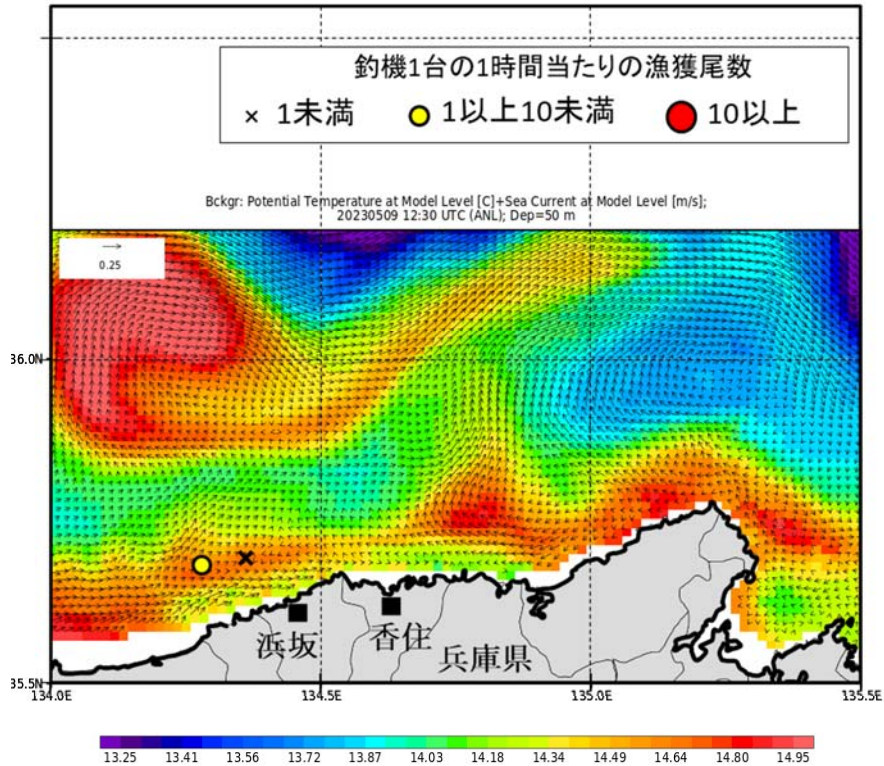 釣機1台の1時間当たりの漁獲尾数
× 1未満 1以上10未満 10以上
Bckgr: Potential Temperature at Model Level [C]+Sea Current at Model Level [m/s];
20230509 12:30 UTC (ANL); Dep=50 m
0.25
36.0N
浜坂 香住 兵庫県
35.5N
134.0E 134.5E 135.0E 135.5E
13.25 13.41 13.56 13.72 13.87 14.03 14.18 14.34 14.49 14.64 14.80 14.95